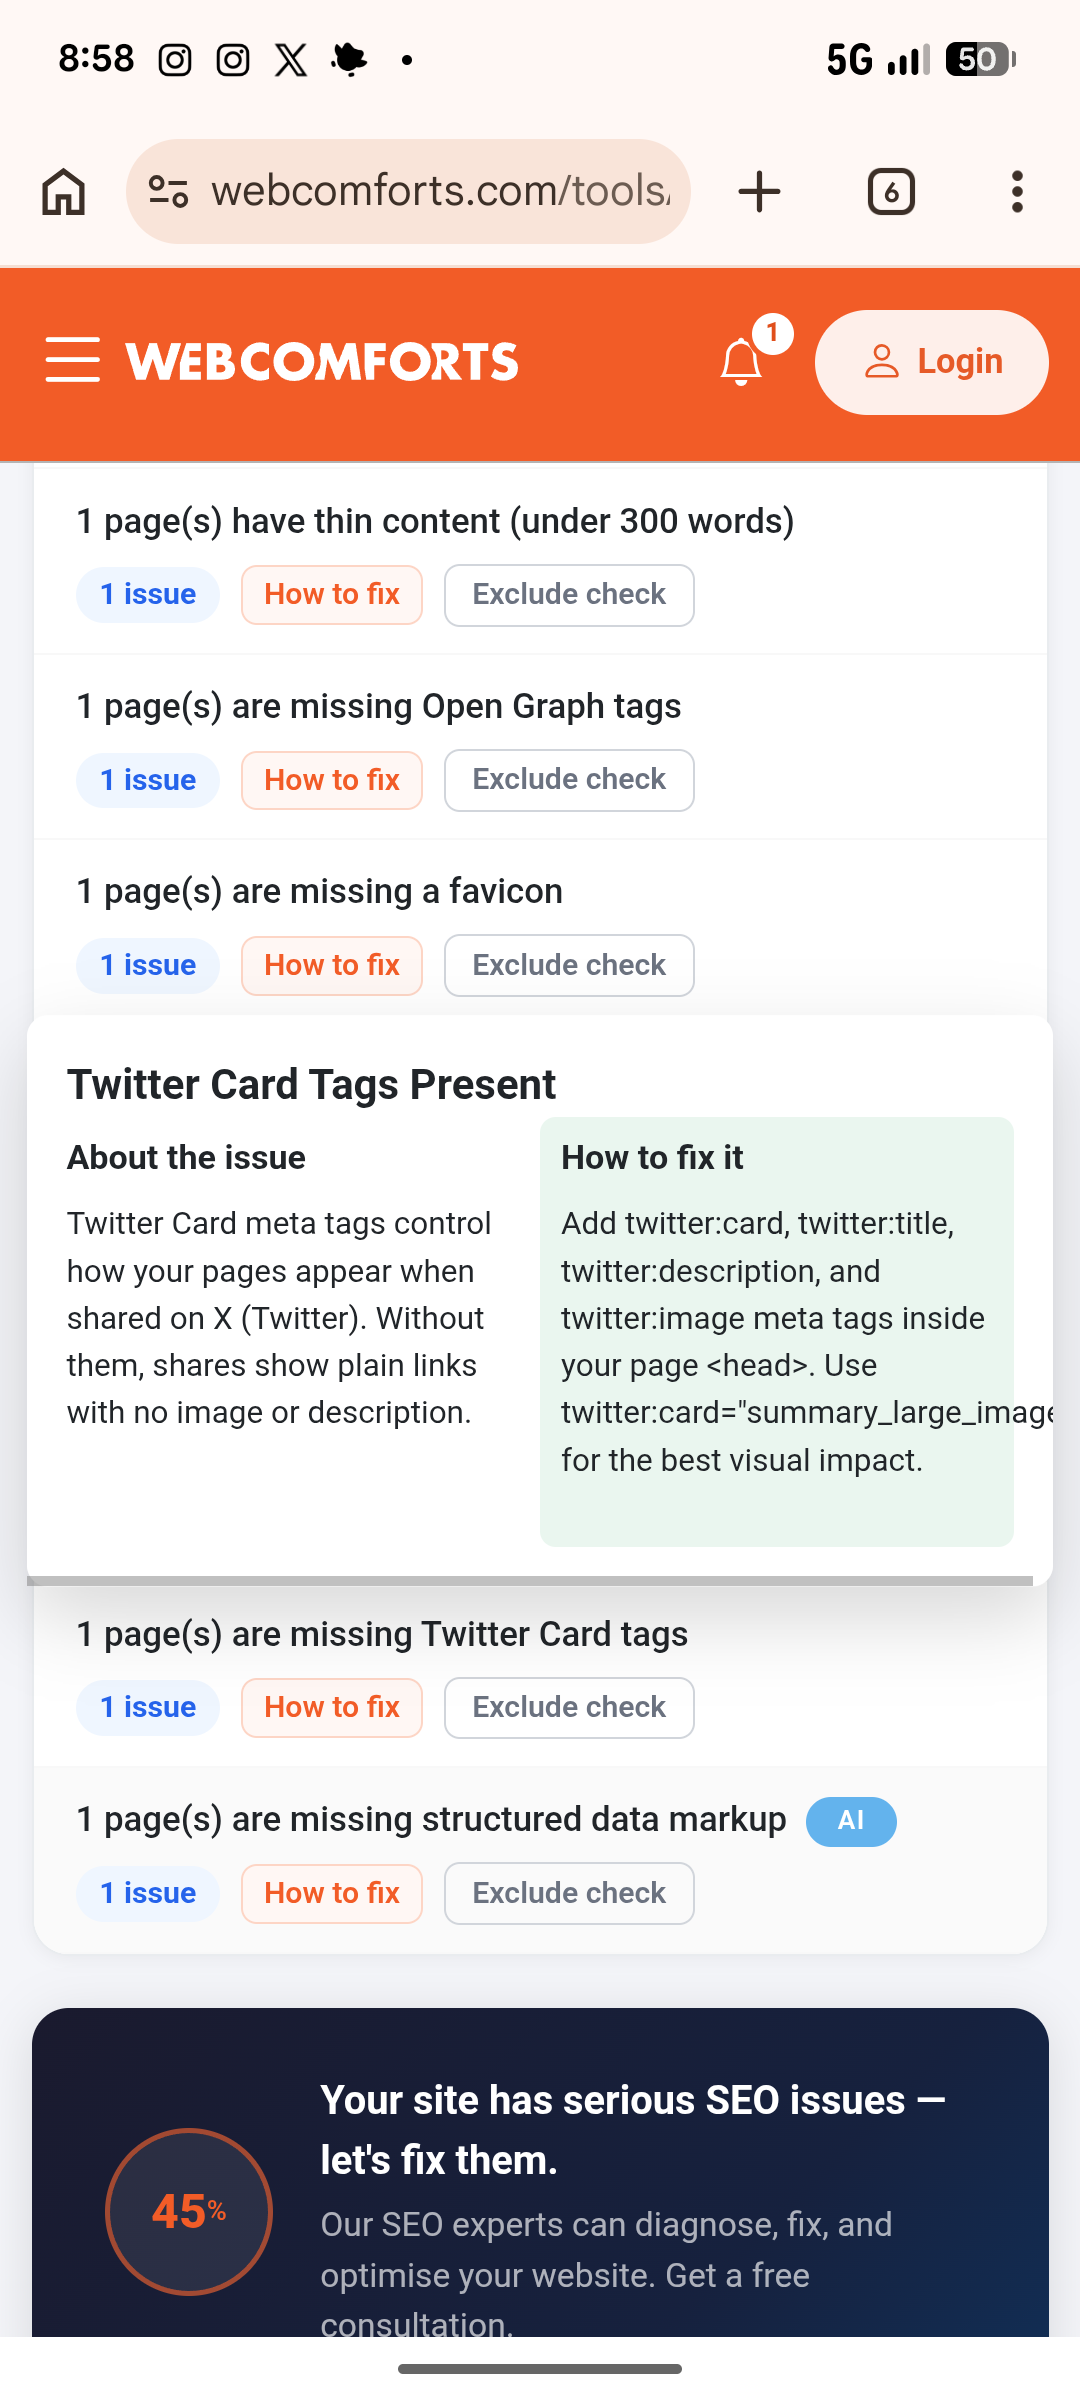 8:58
5G
50
webcomforts.com/tools/
6
WEBCOMFORTS
1
Login
1 page(s) have thin content (under 300 words)
1 issue How to fix Exclude check
1 page(s) are missing Open Graph tags
1 issue How to fix Exclude check
1 page(s) are missing a favicon
1 issue How to fix Exclude check
Twitter Card Tags Present
About the issue
Twitter Card meta tags control
how your pages appear when
shared on X (Twitter). Without
them, shares show plain links
with no image or description.
How to fix it
Add twitter:card, twitter:title,
twitter:description, and
twitter:image meta tags inside
your page <head>. Use
twitter:card="summary_large_image
for the best visual impact.
1 page(s) are missing Twitter Card tags
1 issue How to fix Exclude check
1 page(s) are missing structured data markup AI
1 issue How to fix Exclude check
45%
Your site has serious SEO issues —
let's fix them.
Our SEO experts can diagnose, fix, and
optimise your website. Get a free
consultation.